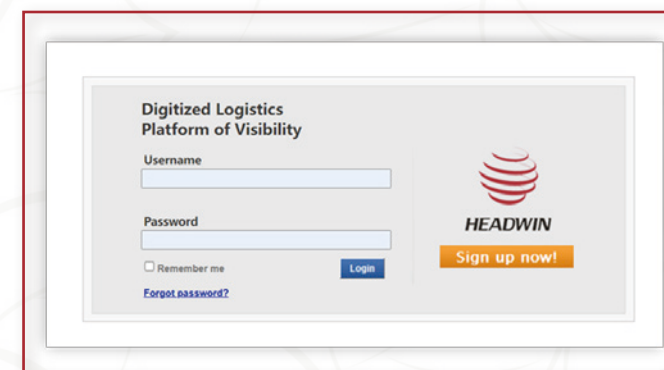 Digitized Logistics
Platform of Visibility
Username
Password
Remember me
Login
Forgot password?
HEADWIN
Sign up now!